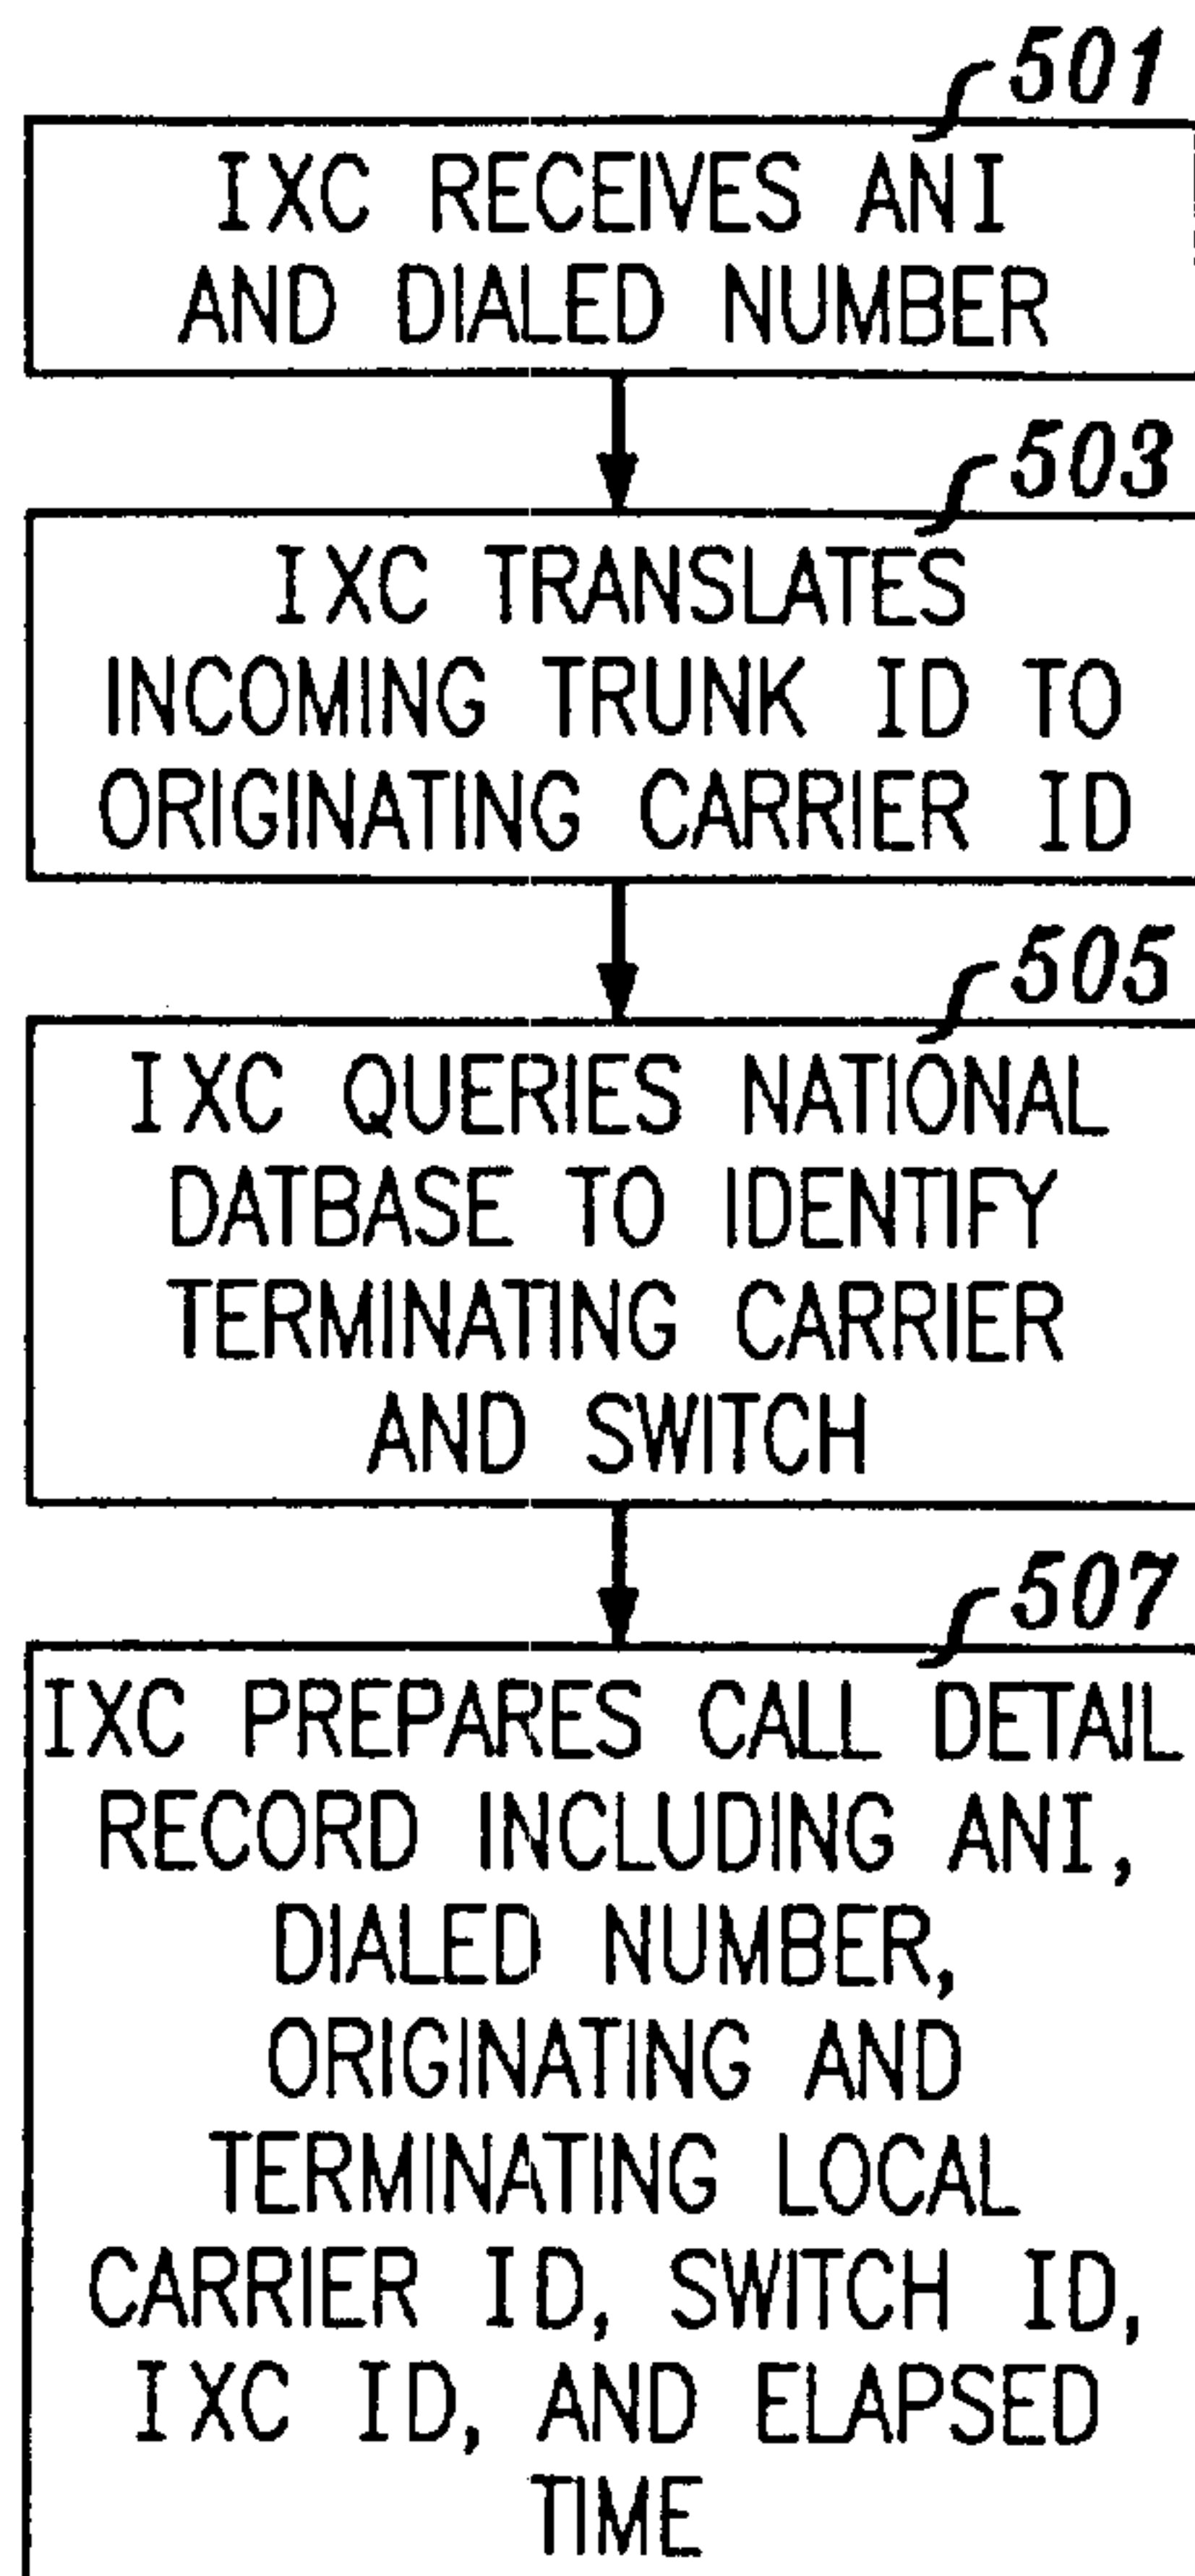 501
IXC RECEIVES ANI
AND DIALED NUMBER
503
IXC TRANSLATES
INCOMING TRUNK ID TO
ORIGINATING CARRIER ID
505
IXC QUERIES NATIONAL
DATBASE TO IDENTIFY
TERMINATING CARRIER
AND SWITCH
507
IXC PREPARES CALL DETAIL
RECORD INCLUDING ANI,
DIALED NUMBER,
ORIGINATING AND
TERMINATING LOCAL
CARRIER ID, SWITCH ID,
IXC ID, AND ELAPSED
TIME